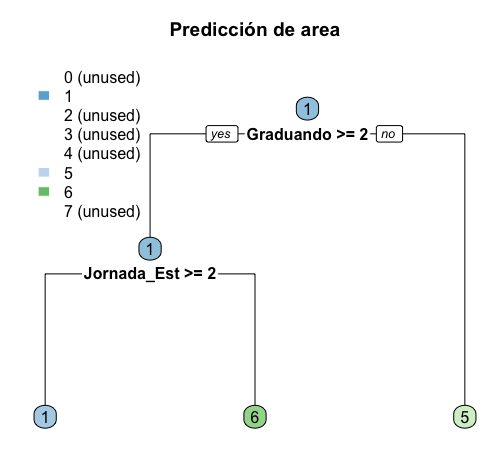 Predicción de area
0 (unused)
1
2 (unused)
3 (unused)
4 (unused)
5
6
7 (unused)
1
yes Graduando >= 2 no
1
Jornada_Est >= 2
1 6 5